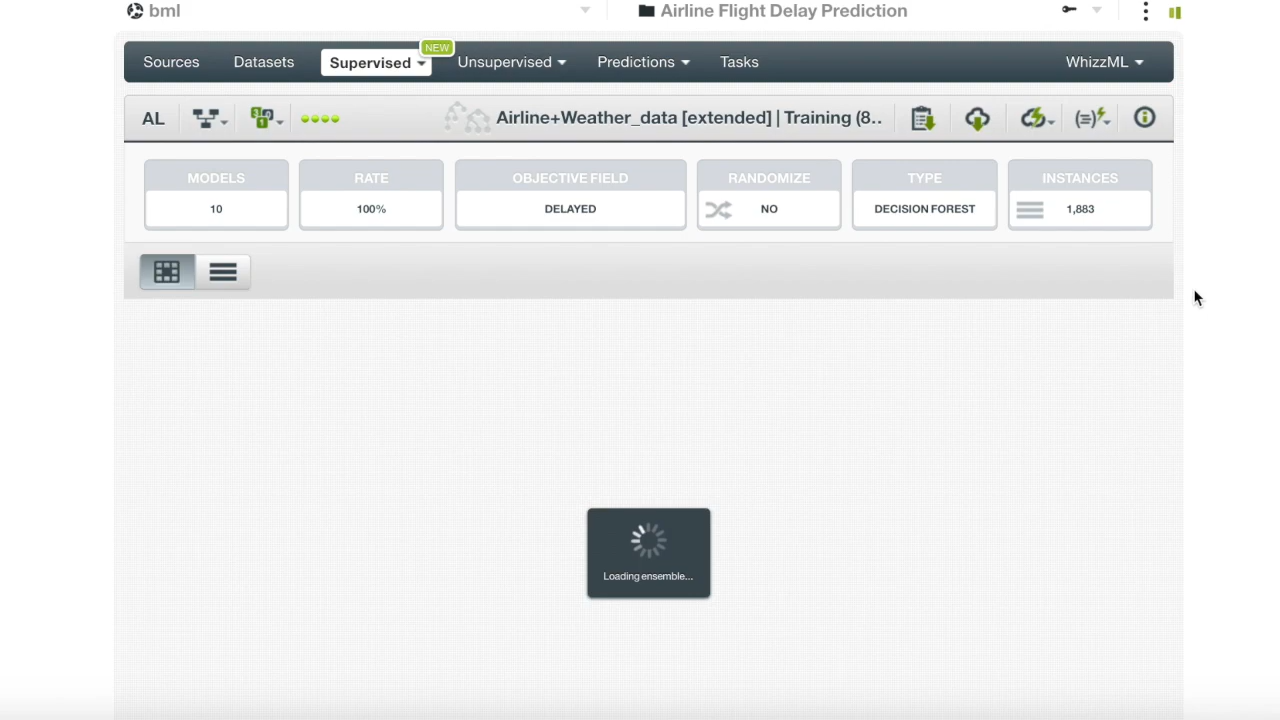 bml
Airline Flight Delay Prediction
Sources
Datasets
Supervised
NEW
Unsupervised
Predictions
Tasks
WhizzML
AL
Airline+Weather_data [extended] | Training (8..
MODELS
RATE
OBJECTIVE FIELD
RANDOMIZE
TYPE
INSTANCES
10
100%
DELAYED
NO
DECISION FOREST
1,883
Loading ensemble...